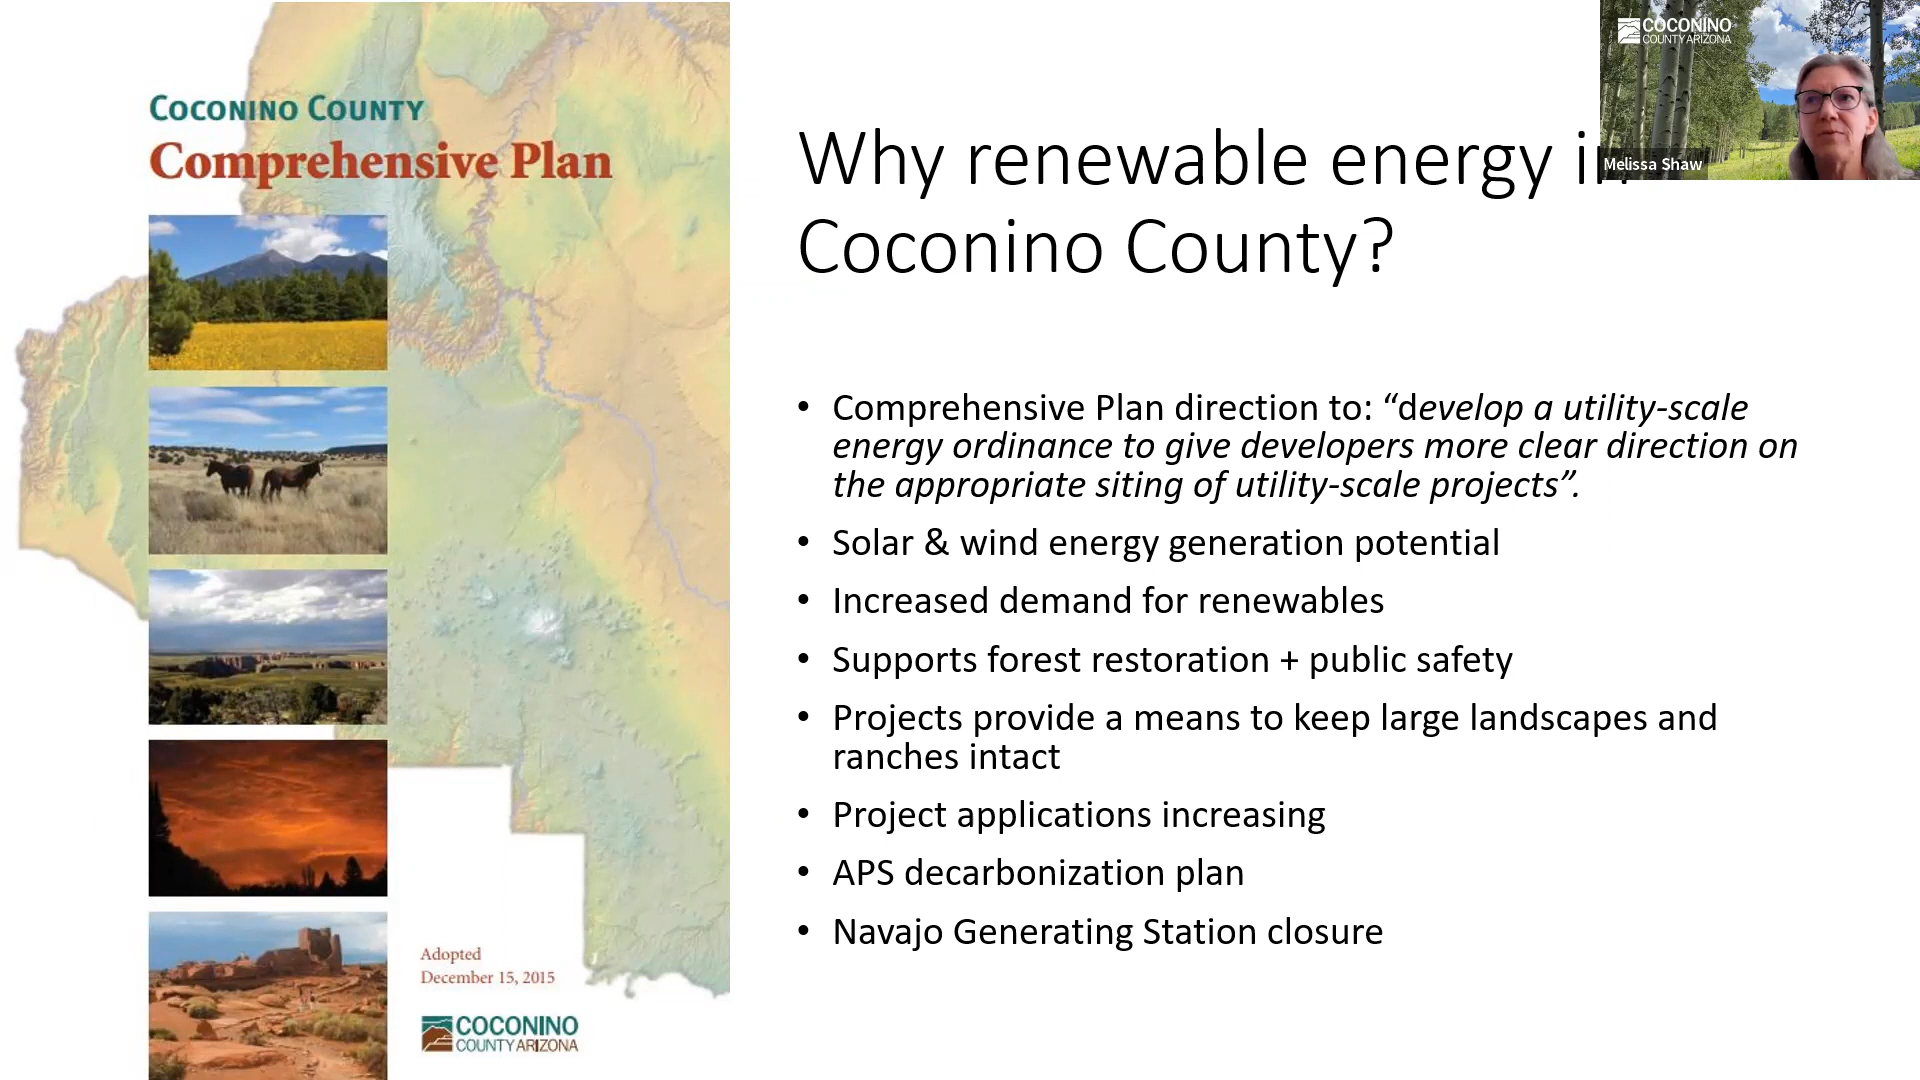 COCONINO COUNTY
Comprehensive Plan
Adopted
December 15, 2015
COCONINO
COUNTY ARIZONA
Why renewable energy in
Coconino County?
• Comprehensive Plan direction to: “develop a utility-scale
energy ordinance to give developers more clear direction on
the appropriate siting of utility-scale projects”.
• Solar & wind energy generation potential
• Increased demand for renewables
• Supports forest restoration + public safety
• Projects provide a means to keep large landscapes and
ranches intact
• Project applications increasing
• APS decarbonization plan
• Navajo Generating Station closure
COCONINO
COUNTY ARIZONA
Melissa Shaw